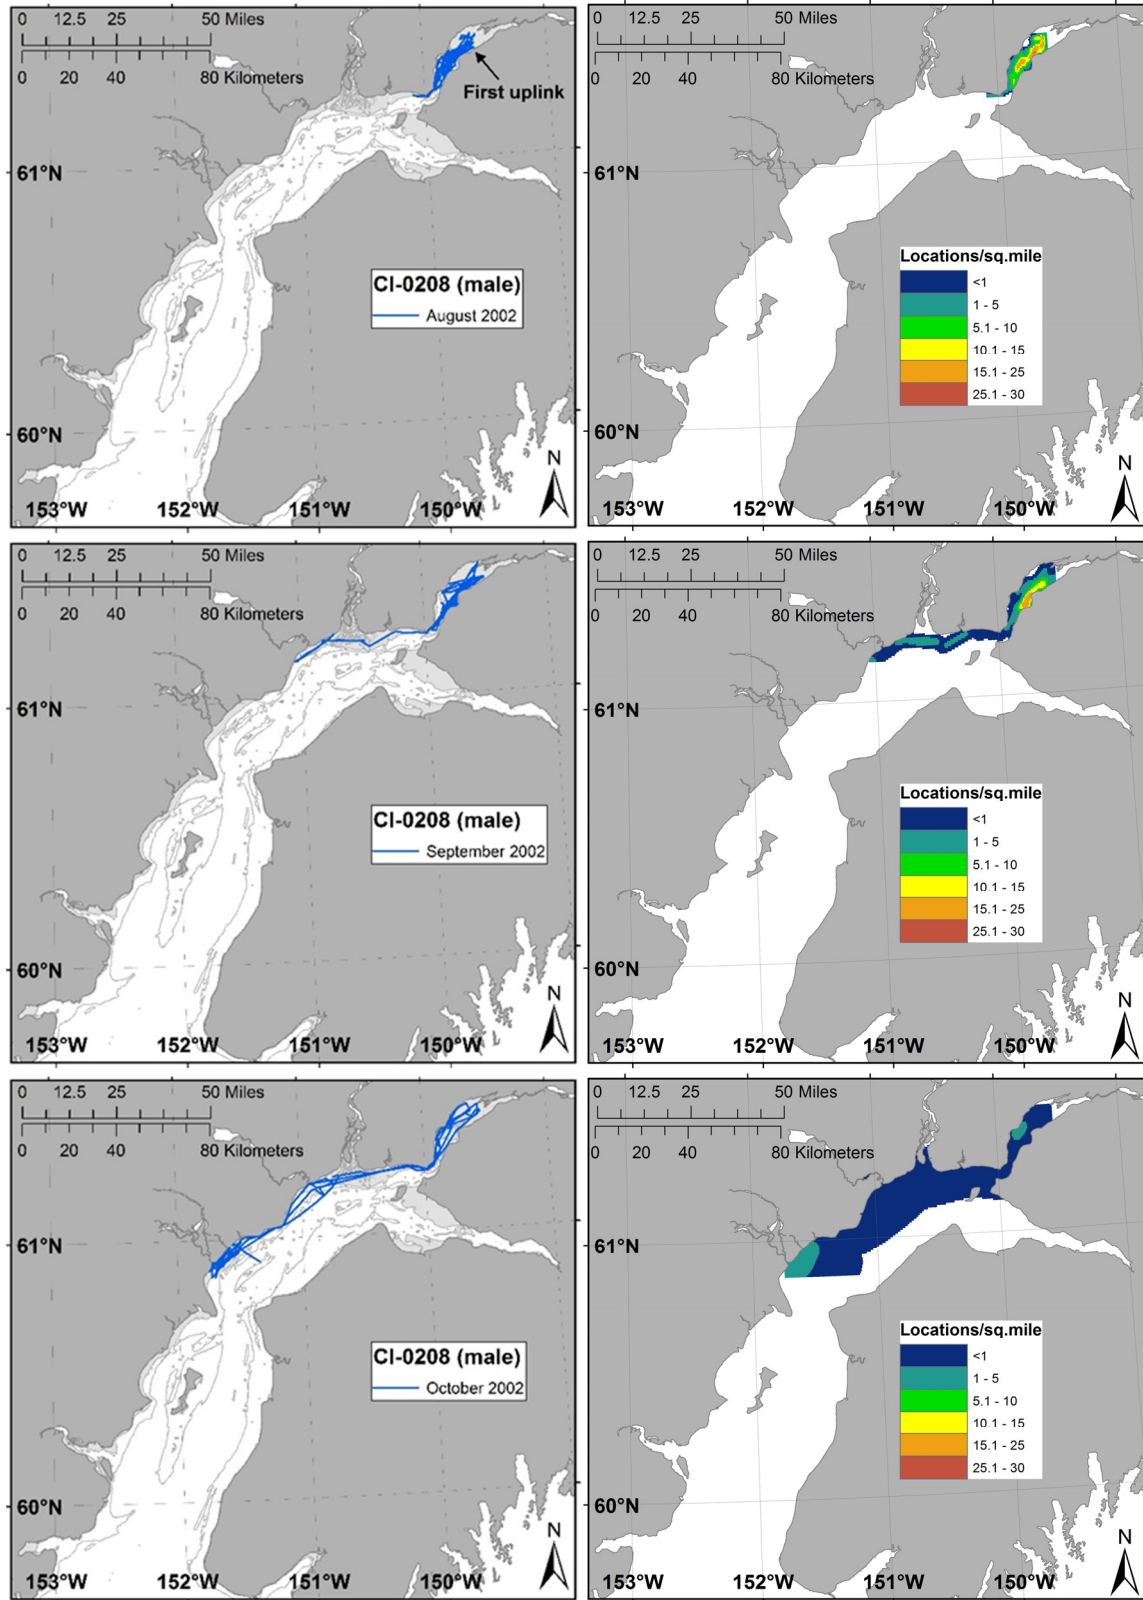 0 12.5 25 50 Miles
0 20 40 80 Kilometers
First uplink
61°N
CI-0208 (male)
August 2002
60°N
N
153°W 152°W 151°W 150°W
0 12.5 25 50 Miles
0 20 40 80 Kilometers
61°N
Locations/sq.mile
<1
1 - 5
5.1 - 10
10.1 - 15
15.1 - 25
25.1 - 30
60°N
N
153°W 152°W 151°W 150°W
0 12.5 25 50 Miles
0 20 40 80 Kilometers
61°N
CI-0208 (male)
September 2002
60°N
N
153°W 152°W 151°W 150°W
0 12.5 25 50 Miles
0 20 40 80 Kilometers
61°N
Locations/sq.mile
<1
1 - 5
5.1 - 10
10.1 - 15
15.1 - 25
25.1 - 30
60°N
N
153°W 152°W 151°W 150°W
0 12.5 25 50 Miles
0 20 40 80 Kilometers
61°N
CI-0208 (male)
October 2002
60°N
N
153°W 152°W 151°W 150°W
0 12.5 25 50 Miles
0 20 40 80 Kilometers
61°N
Locations/sq.mile
<1
1 - 5
5.1 - 10
10.1 - 15
15.1 - 25
25.1 - 30
60°N
N
153°W 152°W 151°W 150°W